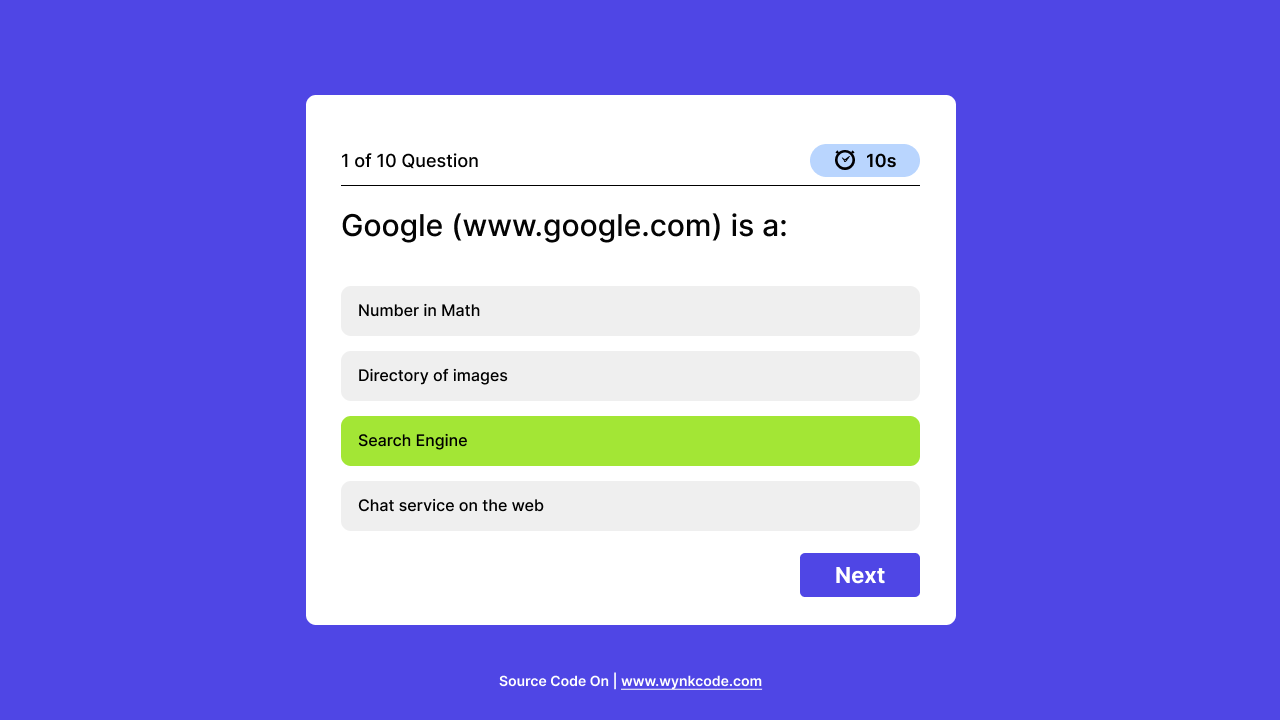 1 of 10 Question
10s
Google (www.google.com) is a:
Number in Math
Directory of images
Search Engine
Chat service on the web
Next
Source Code On | www.wynkcode.com